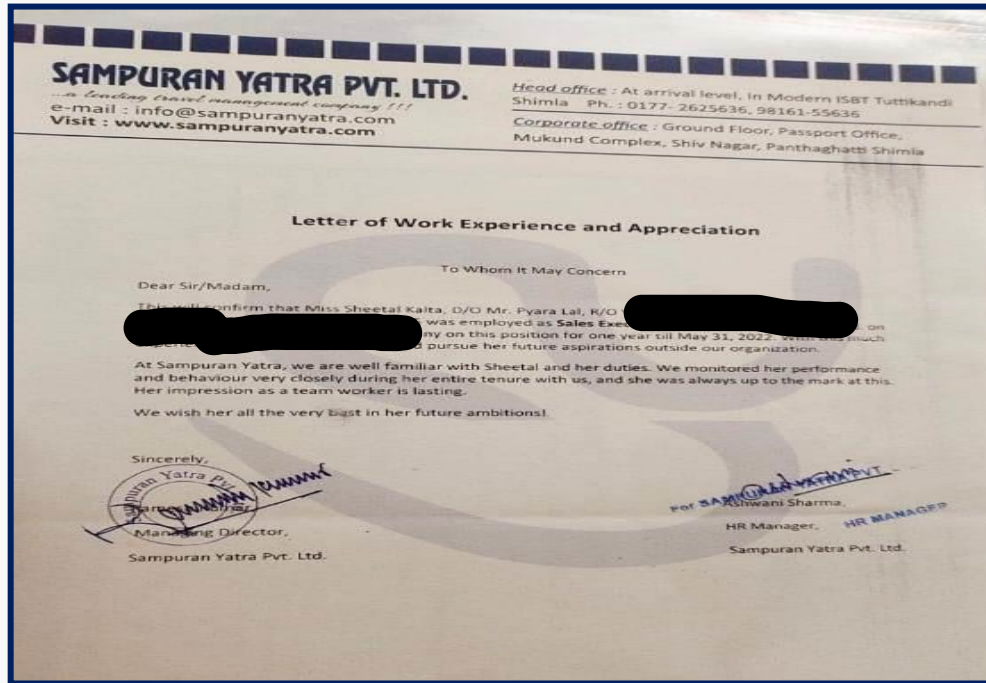 SAMPURAN YATRA PVT. LTD.
...a leading travel management company !!!
e-mail : info@sampuranyatra.com
Visit : www.sampuranyatra.com
Head office : At arrival level, In Modern ISBT Tuttikandi
Shimla Ph. : 0177- 2625636, 98161-55636
Corporate office : Ground Floor, Passport Office,
Mukund Complex, Shiv Nagar, Panthaghatti Shimla
Letter of Work Experience and Appreciation
To Whom It May Concern
Dear Sir/Madam,
This will confirm that Miss Sheetal Kalta, D/O Mr. Pyara Lal, R/O
was employed as Sales on
on this position for one year till May 31, 2022. With this much
pursue her future aspirations outside our organization.
At Sampuran Yatra, we are well familiar with Sheetal and her duties. We monitored her performance
and behaviour very closely during her entire tenure with us, and she was always up to the mark at this.
Her impression as a team worker is lasting.
We wish her all the very best in her future ambitions!
Sincerely,
Sampuran Yatra Pvt
Managing Director,
Sampuran Yatra Pvt. Ltd.
For SAMPURAN YATRA PVT.
Ashwani Sharma,
HR Manager, HR MANAGER
Sampuran Yatra Pvt. Ltd.